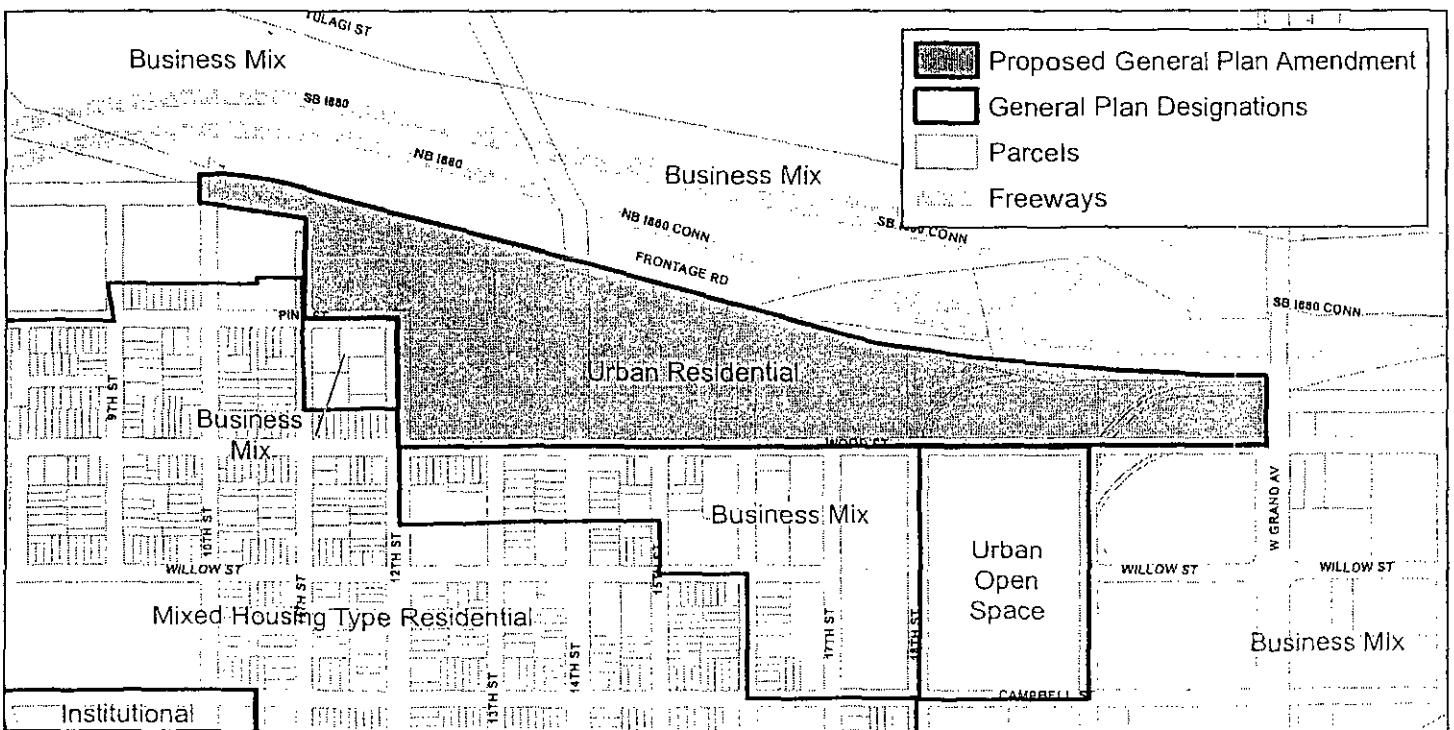 TULAGI ST
Business Mix
SB I880
NB I880
Business Mix
Proposed General Plan Amendment
General Plan Designations
Parcels
Freeways
NB I880 CONN
SB I880 CONN
FRONTAGE RD
SB I880 CONN
PINE ST
Urban Residential
9TH ST
Business
Mix
WOOD ST
10TH ST
WILLOW ST
11TH ST
12TH ST
15TH ST
Business Mix
17TH ST
18TH ST
Urban
Open
Space
W GRAND AV
WILLOW ST
WILLOW ST
Mixed Housing Type Residential
13TH ST
14TH ST
Business Mix
CAMPBELL S
Institutional